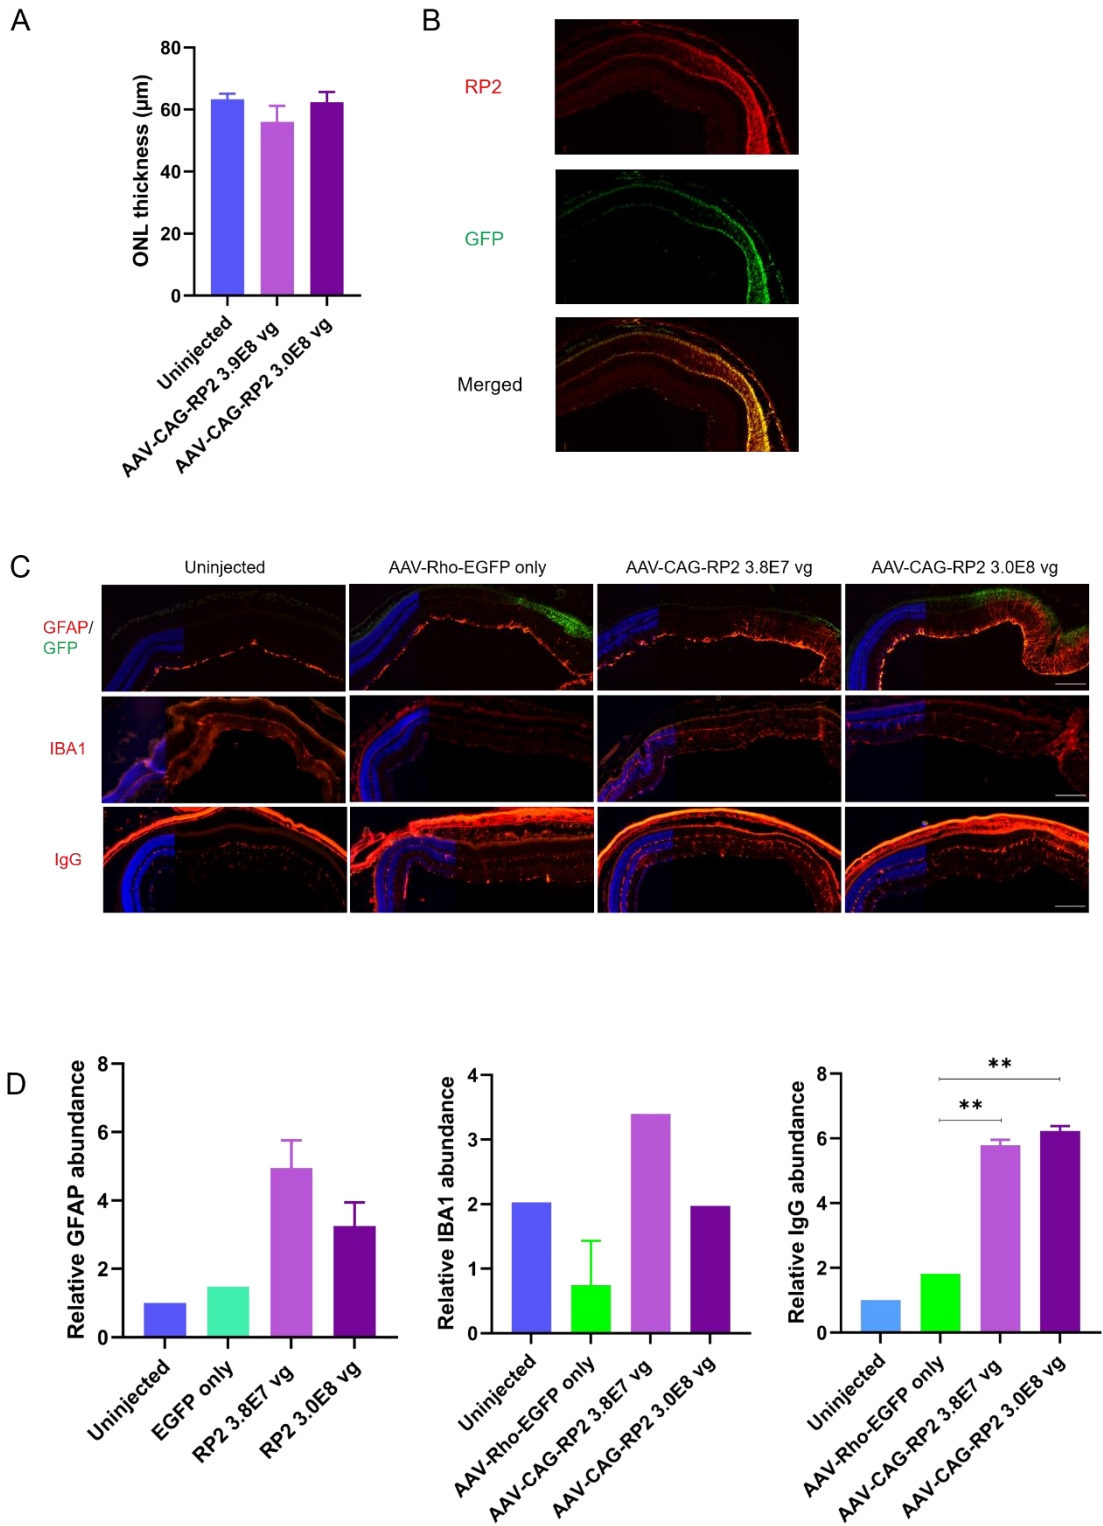 A
80
60
40
20
0
ONL thickness (µm)
Uninjected
AAV-CAG-RP2 3.9E8 vg
AAV-CAG-RP2 3.0E8 vg
B
RP2
GFP
Merged
C
Uninjected
AAV-Rho-EGFP only
AAV-CAG-RP2 3.8E7 vg
AAV-CAG-RP2 3.0E8 vg
GFAP/
GFP
IBA1
IgG
D
8
6
4
2
0
Relative GFAP abundance
Uninjected
EGFP only
RP2 3.8E7 vg
RP2 3.0E8 vg
4
3
2
1
0
Relative IBA1 abundance
Uninjected
AAV-Rho-EGFP only
AAV-CAG-RP2 3.8E7 vg
AAV-CAG-RP2 3.0E8 vg
8
6
4
2
0
Relative IgG abundance
**
**
Uninjected
AAV-Rho-EGFP only
AAV-CAG-RP2 3.8E7 vg
AAV-CAG-RP2 3.0E8 vg